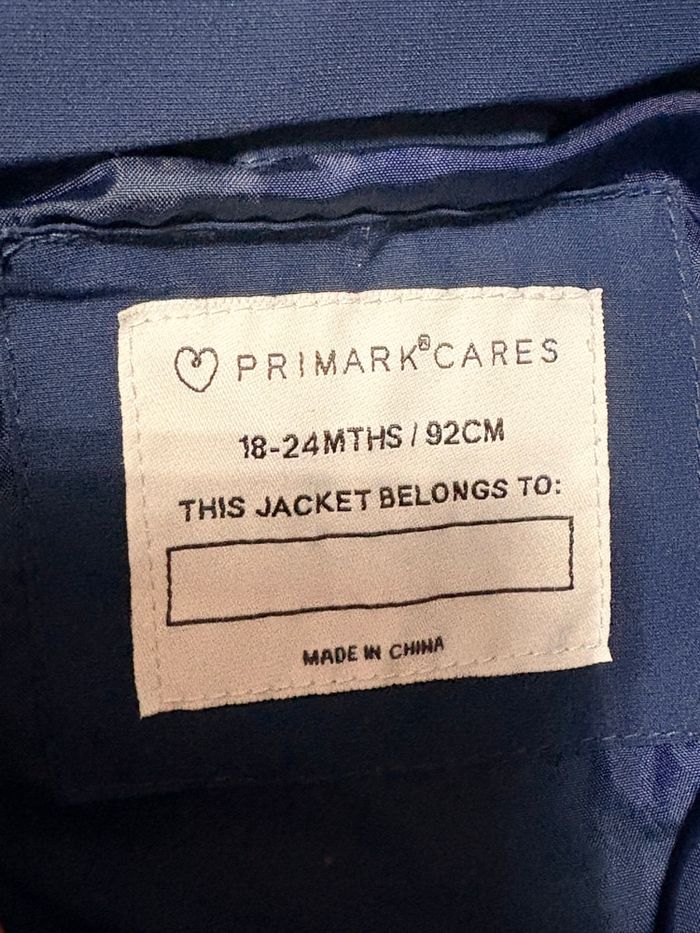 PRIMARK® CARES
18-24MTHS / 92CM
THIS JACKET BELONGS TO:
MADE IN CHINA